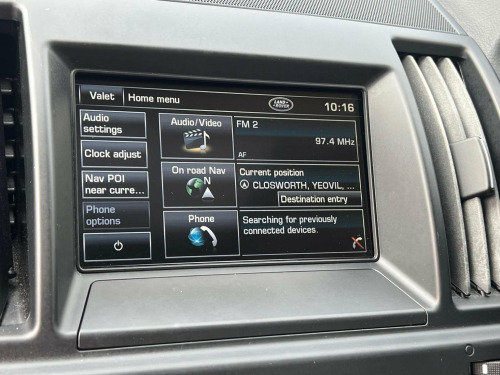 Valet
Home menu
LAND ROVER
10:16
Audio settings
Clock adjust
Nav POI near curre...
Phone options
Audio/Video
FM 2
97.4 MHz
AF
On road Nav
Current position
CLOSWORTH, YEOVIL, ...
Destination entry
Phone
Searching for previously
connected devices.